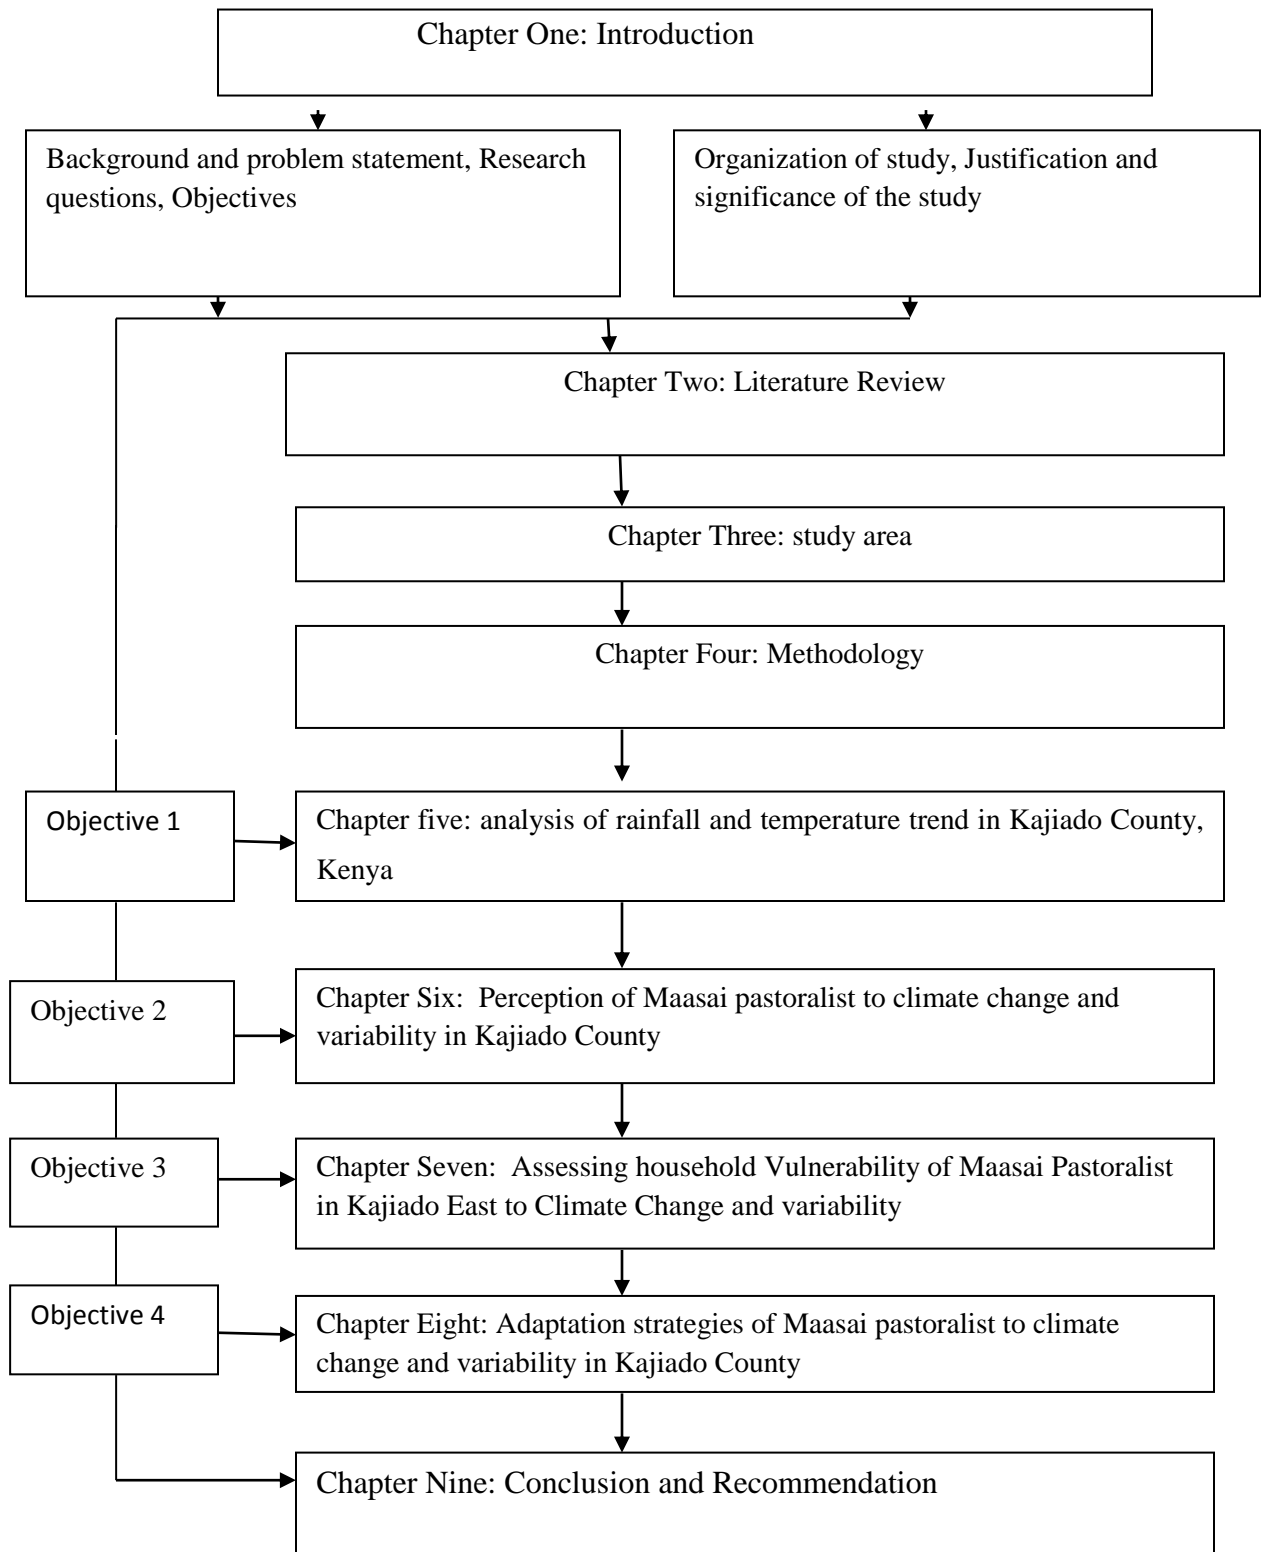 Chapter One: Introduction
Background and problem statement, Research
questions, Objectives
Organization of study, Justification and
significance of the study
Chapter Two: Literature Review
Chapter Three: study area
Chapter Four: Methodology
Objective 1
Chapter five: analysis of rainfall and temperature trend in Kajiado County,
Kenya
Objective 2
Chapter Six:  Perception of Maasai pastoralist to climate change and
variability in Kajiado County
Objective 3
Chapter Seven:  Assessing household Vulnerability of Maasai Pastoralist
in Kajiado East to Climate Change and variability
Objective 4
Chapter Eight: Adaptation strategies of Maasai pastoralist to climate
change and variability in Kajiado County
Chapter Nine: Conclusion and Recommendation